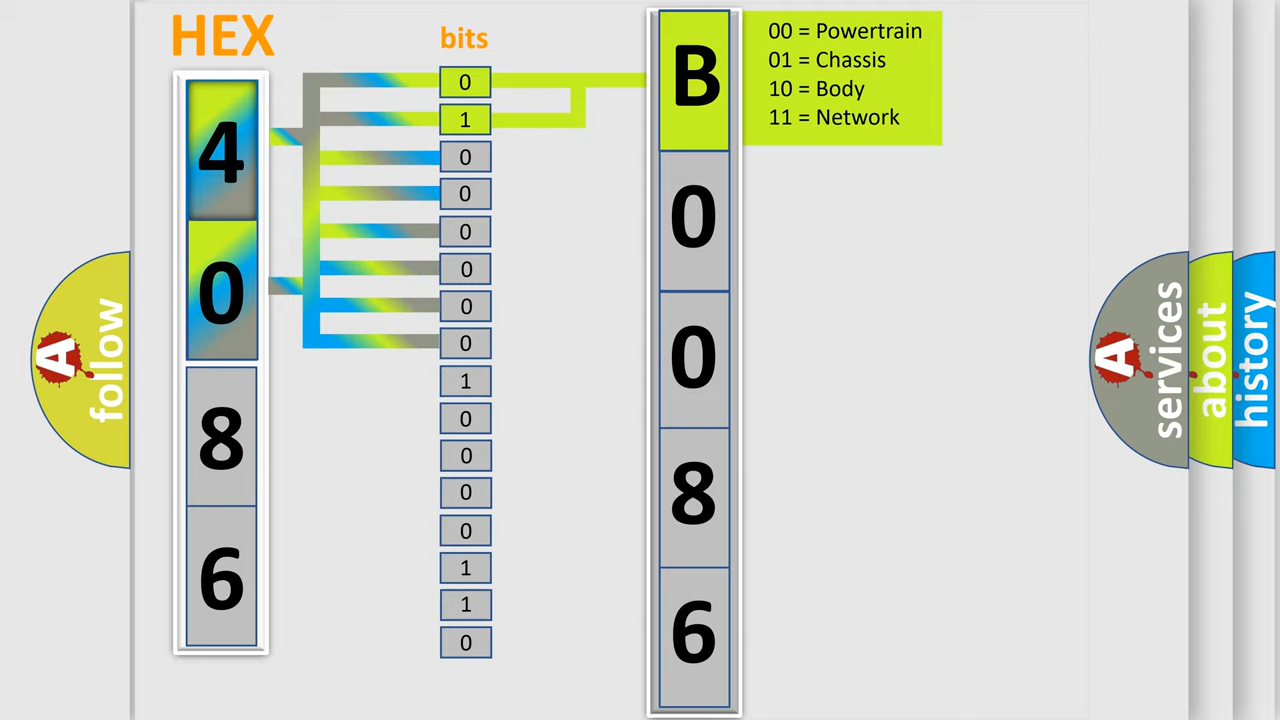 HEX
bits
4
0
8
6
0
1
0
0
0
0
0
0
1
0
0
0
0
1
1
0
B
0
0
8
6
00 = Powertrain
01 = Chassis
10 = Body
11 = Network
A
follow
A
services
about
history